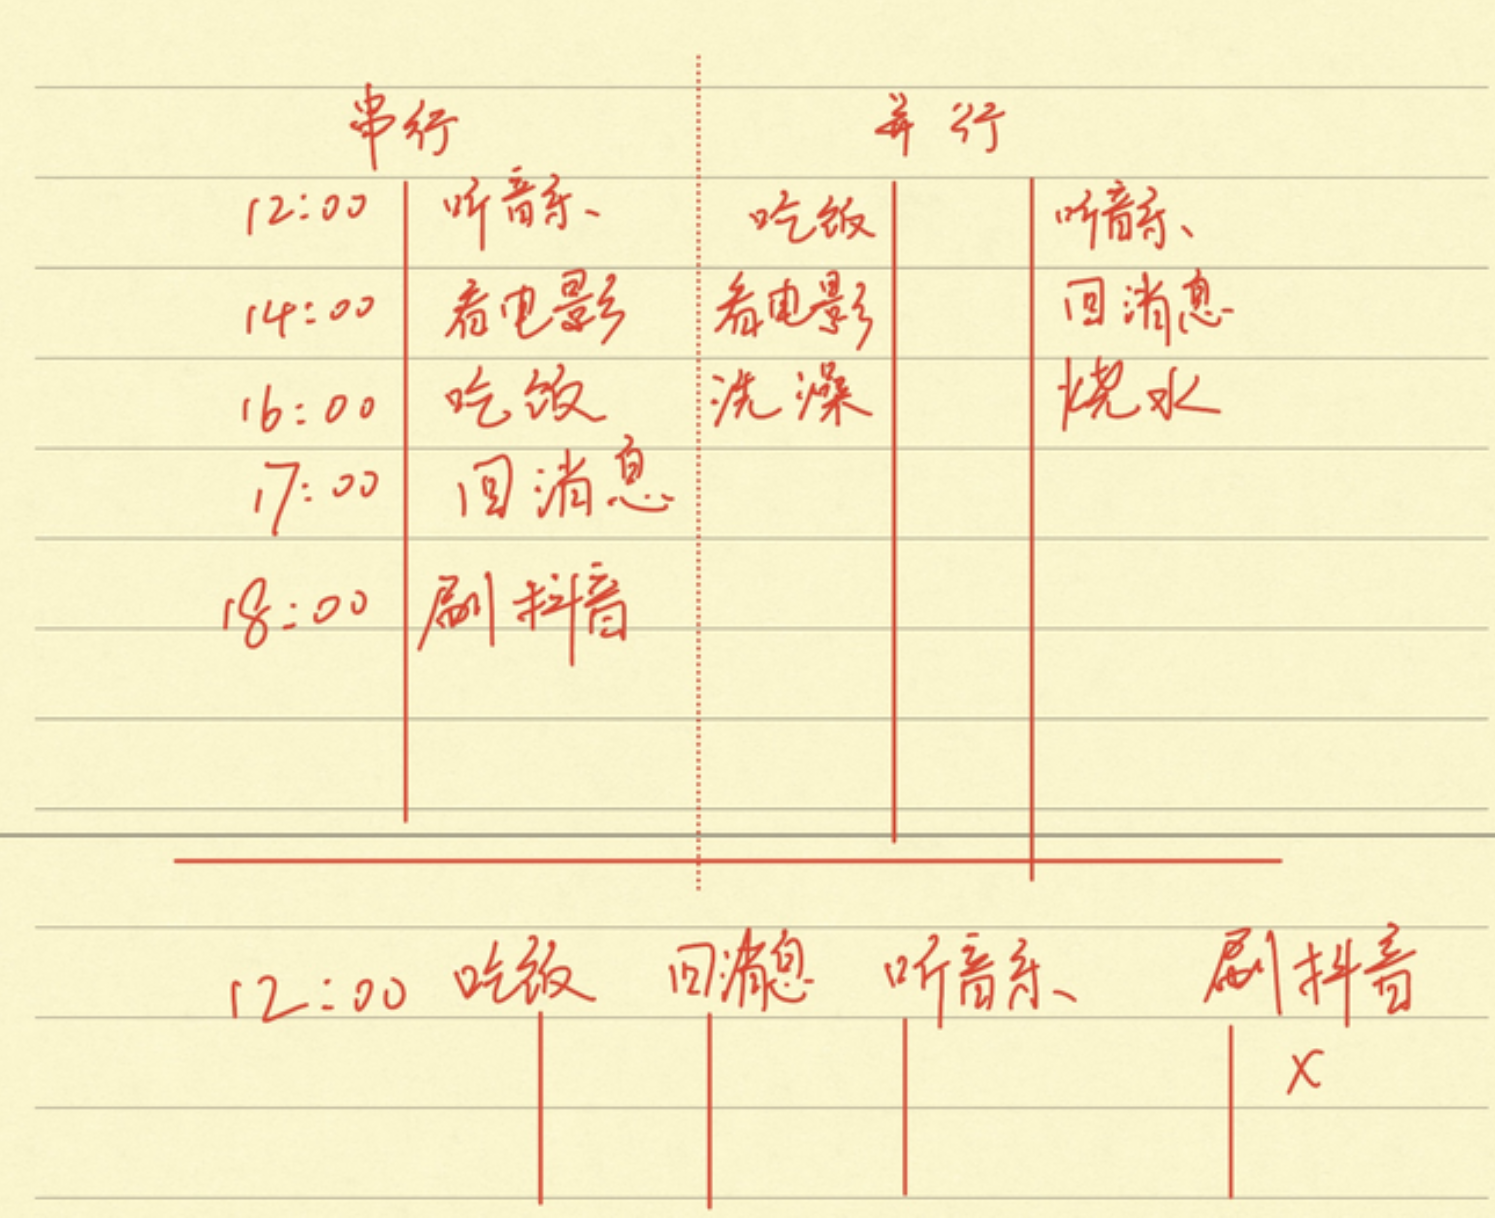 串行 并行
12:00 听音乐 吃饭 听音乐
14:00 看电影 看电影 回消息
16:00 吃饭 洗澡 烧水
17:00 回消息
18:00 刷抖音
12:00 吃饭 回消息 听音乐 刷抖音
x